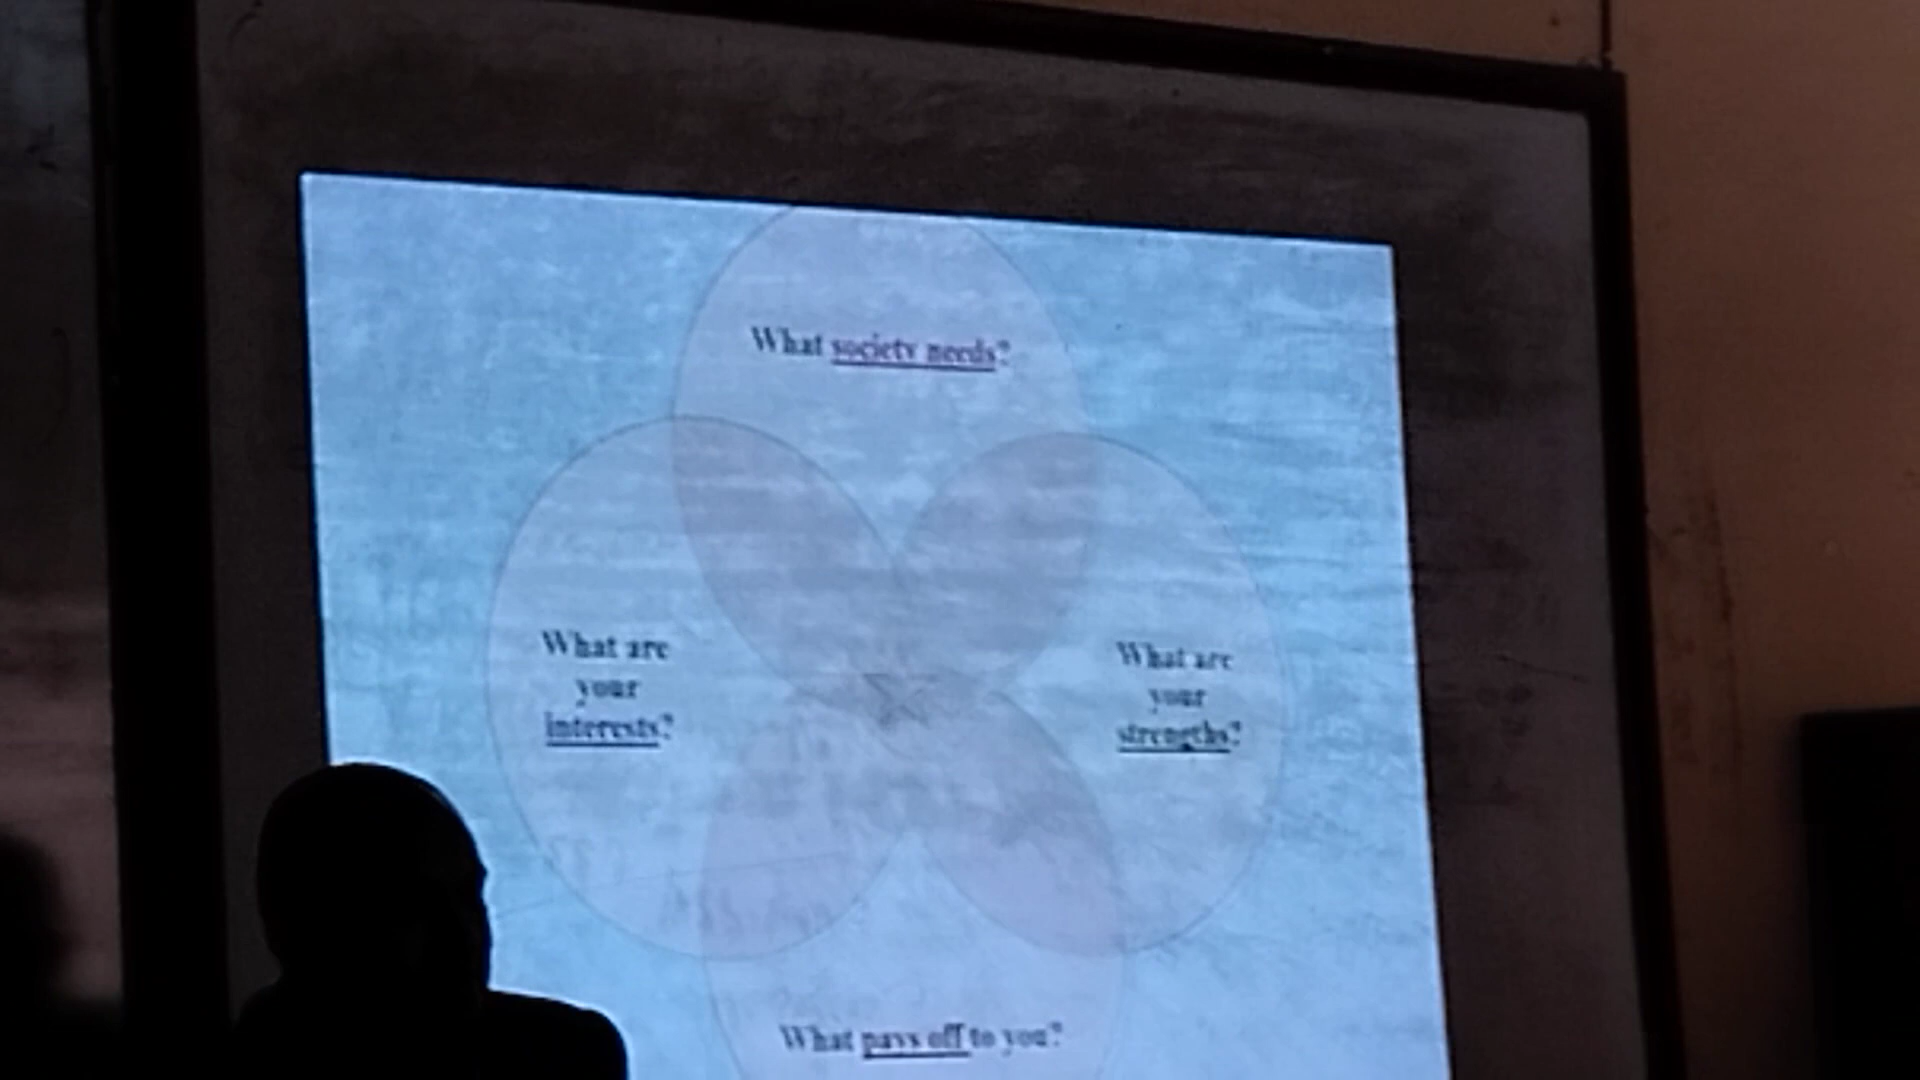 What society needs?
What are
your
interests?
What are
your
strengths?
What pays off to you?